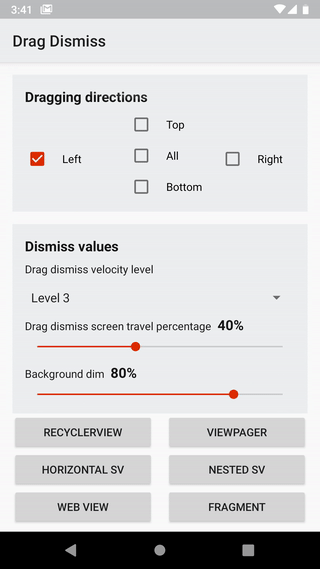 3:41
Drag Dismiss
Dragging directions
Top
Left
All
Right
Bottom
Dismiss values
Drag dismiss velocity level
Level 3
Drag dismiss screen travel percentage 40%
Background dim 80%
RECYCLERVIEW VIEWPAGER
HORIZONTAL SV NESTED SV
WEB VIEW FRAGMENT